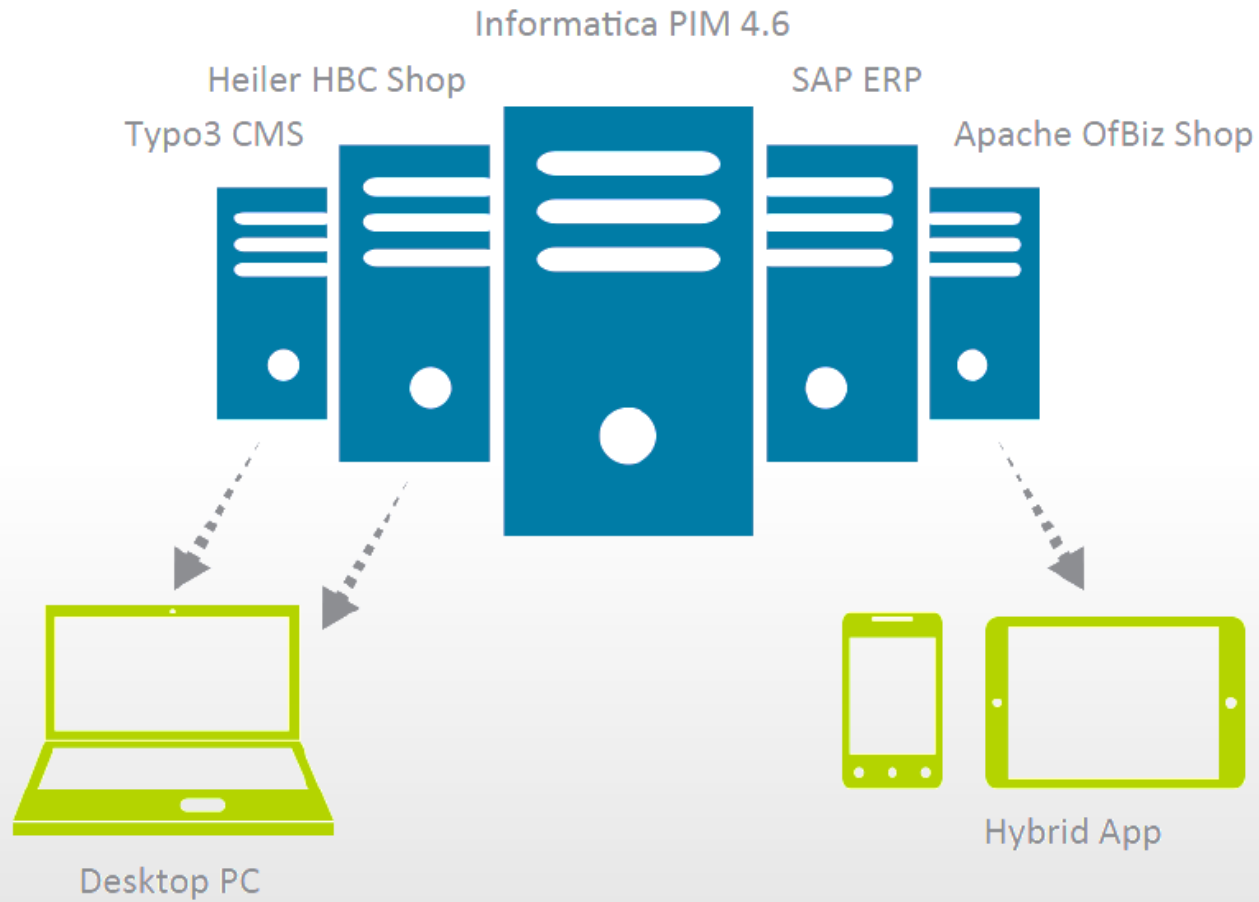 Informatica PIM 4.6
Heiler HBC Shop
SAP ERP
Typo3 CMS
Apache OfBiz Shop
Hybrid App
Desktop PC